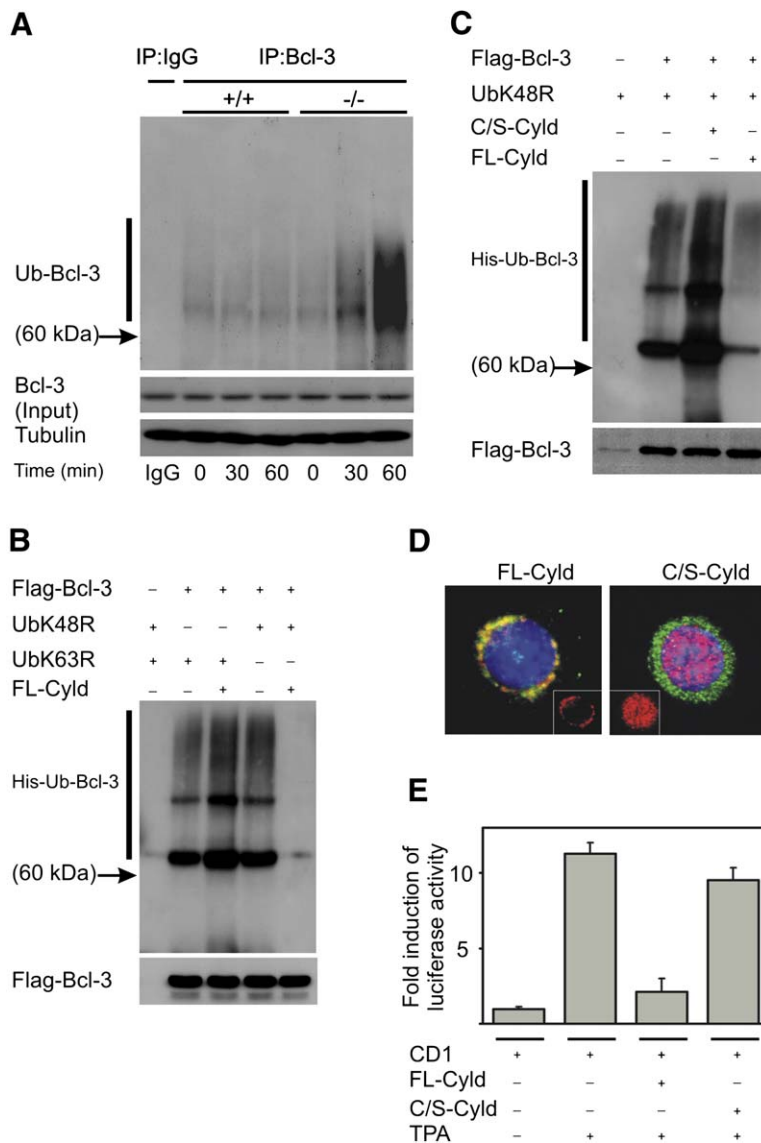 A
IP:IgG IP:Bcl-3
+/+ -/-
Ub-Bcl-3
(60 kDa)
Bcl-3
(Input)
Tubulin
Time (min) IgG 0 30 60 0 30 60
B
Flag-Bcl-3 – + + + +
UbK48R + – – + +
UbK63R + + + – –
FL-Cyld – – + – +
His-Ub-Bcl-3
(60 kDa)
Flag-Bcl-3
C
Flag-Bcl-3 – + + +
UbK48R + + + +
C/S-Cyld – – + –
FL-Cyld – – – +
His-Ub-Bcl-3
(60 kDa)
Flag-Bcl-3
D
FL-Cyld C/S-Cyld
E
Fold induction of
luciferase activity
10
5
CD1 + + + +
FL-Cyld – – + –
C/S-Cyld – – – +
TPA – + + +